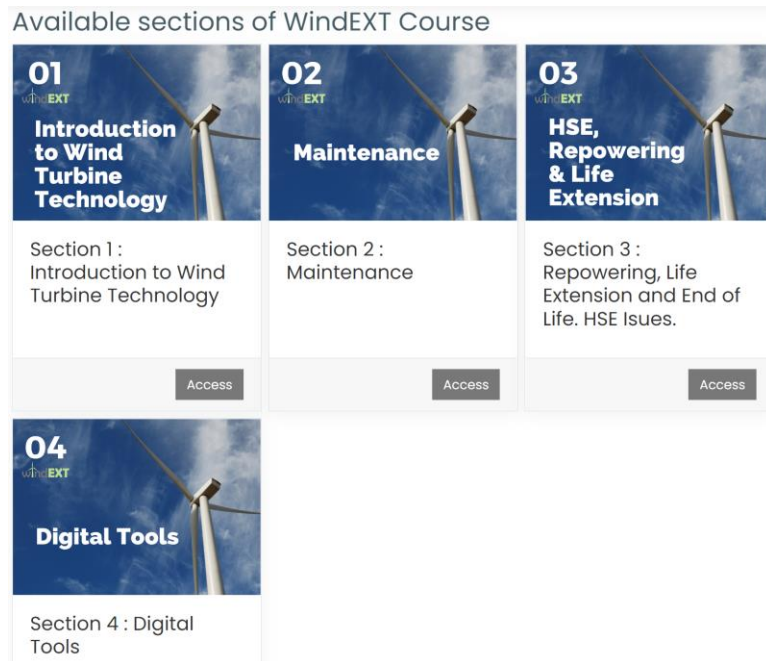 Available sections of WindEXT Course
01
windEXT
Introduction
to Wind
Turbine
Technology
Section 1 :
Introduction to Wind
Turbine Technology
Access
02
windEXT
Maintenance
Section 2 :
Maintenance
Access
03
windEXT
HSE,
Repowering
& Life
Extension
Section 3 :
Repowering, Life
Extension and End of
Life. HSE Isues.
Access
04
windEXT
Digital Tools
Section 4 : Digital
Tools